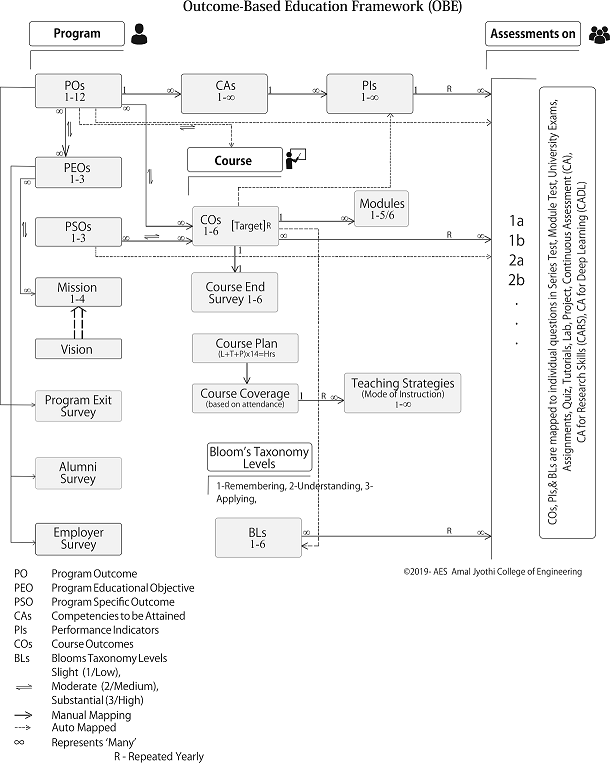 Outcome-Based Education Framework (OBE)
Program
Assessments on
POs
1-12
1
∞
CAs
1-∞
1
∞
PIs
1-∞
1
R
∞
∞
∞
∞
∞
Course
PEOs
1-3
∞
∞
Modules
1-5/6
PSOs
1-3
∞
∞
COs
1-6
[Target]R
1
∞
∞
R
∞
1
1
Mission
1-4
∞
Course End
Survey 1-6
Vision
Course Plan
(L+T+P)x14=Hrs
Program Exit
Survey
Course Coverage
(based on attendance)
1
R
∞
Teaching Strategies
(Mode of Instruction)
1-∞
Alumni
Survey
Bloom's Taxonomy
Levels
1-Remembering, 2-Understanding, 3-
Applying,
Employer
Survey
BLs
1-6
∞
R
∞
1a
1b
2a
2b
.
.
.
COs, PIs,& BLs are mapped to individual questions in Series Test, Module Test, University Exams,
Assignments, Quiz, Tutorials, Lab, Project, Continuous Assessment (CA),
CA for Research Skills (CARS), CA for Deep Learning (CADL)
©2019- AES Amal Jyothi College of Engineering
PO Program Outcome
PEO Program Educational Objective
PSO Program Specific Outcome
CAs Competencies to be Attained
PIs Performance Indicators
COs Course Outcomes
BLs Blooms Taxonomy Levels
Slight (1/Low),
⇌ Moderate (2/Medium),
Substantial (3/High)
Manual Mapping
Auto Mapped
∞ Represents 'Many'
R - Repeated Yearly